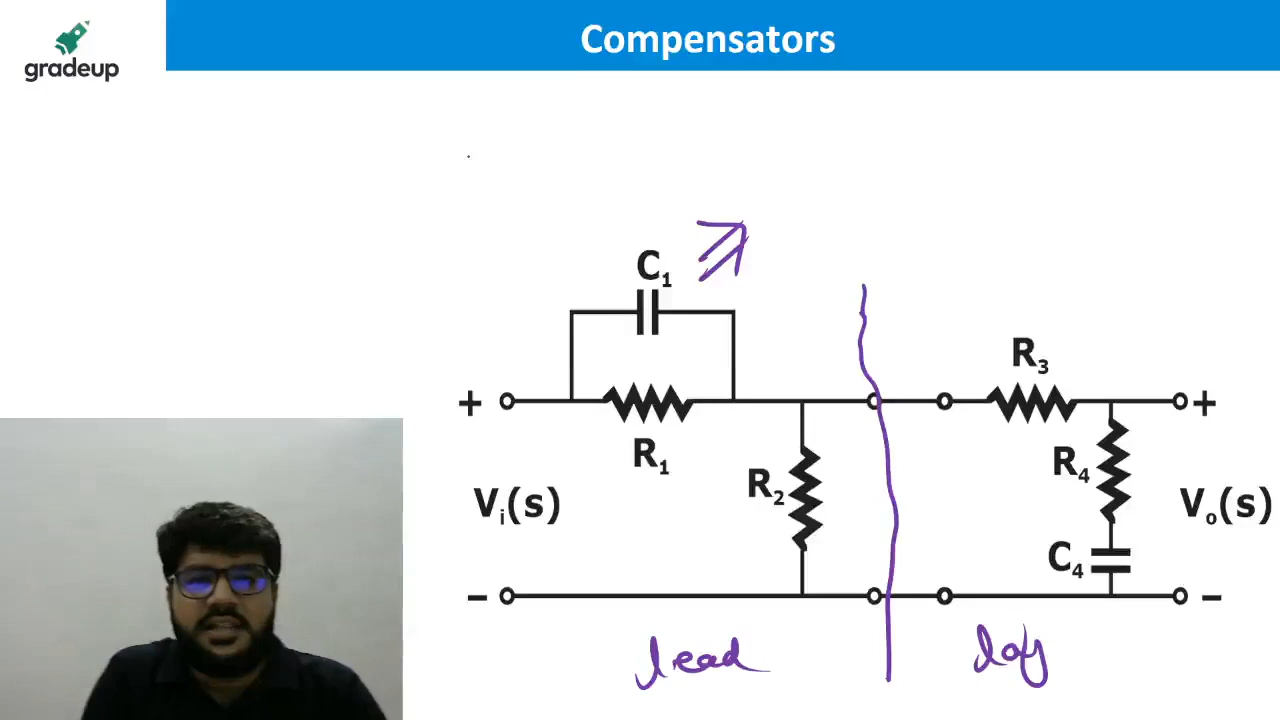 Compensators
gradeup
C1
R3
+
+
R1
R4
R2
Vi(s)
Vo(s)
C4
−
−
lead
lag